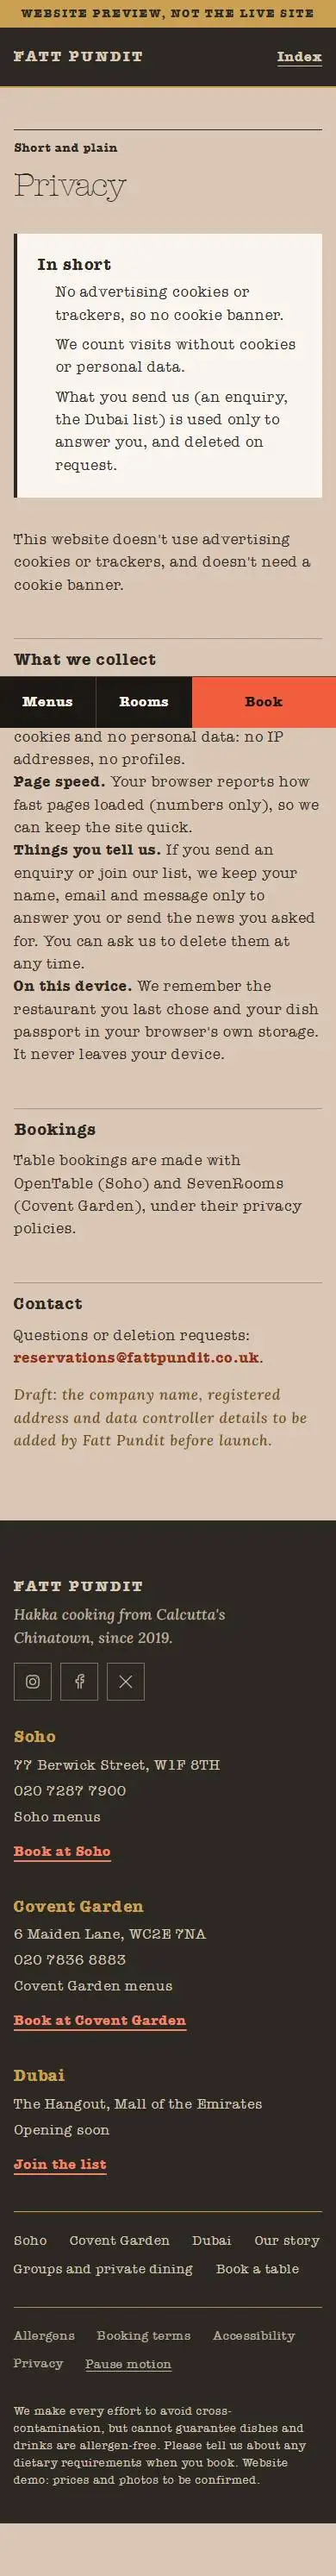 WEBSITE PREVIEW, NOT THE LIVE SITE
FATT PUNDIT
Index
Short and plain
Privacy
In short
No advertising cookies or
trackers, so no cookie banner.
We count visits without cookies
or personal data.
What you send us (an enquiry,
the Dubai list) is used only to
answer you, and deleted on
request.
This website doesn't use advertising
cookies or trackers, and doesn't need a
cookie banner.
What we collect
Menus
Rooms
Book
cookies and no personal data: no IP
addresses, no profiles.
Page speed. Your browser reports how
fast pages loaded (numbers only), so we
can keep the site quick.
Things you tell us. If you send an
enquiry or join our list, we keep your
name, email and message only to
answer you or send the news you asked
for. You can ask us to delete them at
any time.
On this device. We remember the
restaurant you last chose and your dish
passport in your browser's own storage.
It never leaves your device.
Bookings
Table bookings are made with
OpenTable (Soho) and SevenRooms
(Covent Garden), under their privacy
policies.
Contact
Questions or deletion requests:
reservations@fattpundit.co.uk.
Draft: the company name, registered
address and data controller details to be
added by Fatt Pundit before launch.
FATT PUNDIT
Hakka cooking from Calcutta's
Chinatown, since 2019.
Soho
77 Berwick Street, W1F 8TH
020 7287 7900
Soho menus
Book at Soho
Covent Garden
6 Maiden Lane, WC2E 7NA
020 7836 8883
Covent Garden menus
Book at Covent Garden
Dubai
The Hangout, Mall of the Emirates
Opening soon
Join the list
Soho Covent Garden Dubai Our story
Groups and private dining Book a table
Allergens Booking terms Accessibility
Privacy Pause motion
We make every effort to avoid cross-
contamination, but cannot guarantee dishes and
drinks are allergen-free. Please tell us about any
dietary requirements when you book. Website
demo: prices and photos to be confirmed.